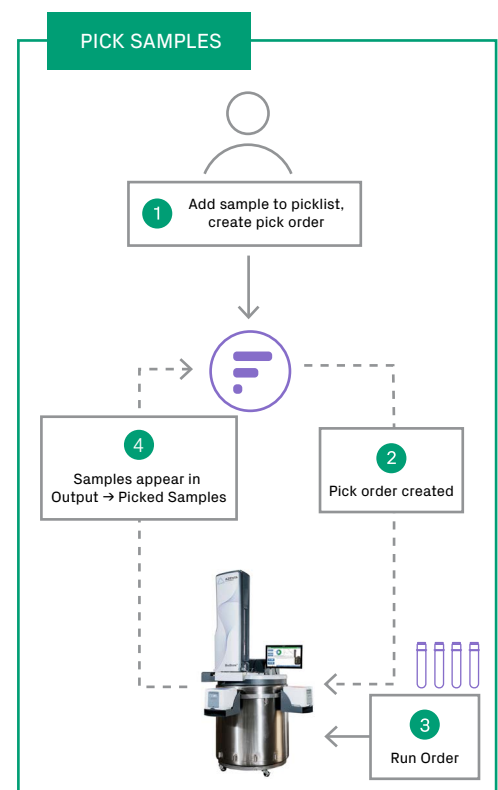 PICK SAMPLES
1
Add sample to picklist,
create pick order
4
Samples appear in
Output → Picked Samples
2
Pick order created
3
Run Order